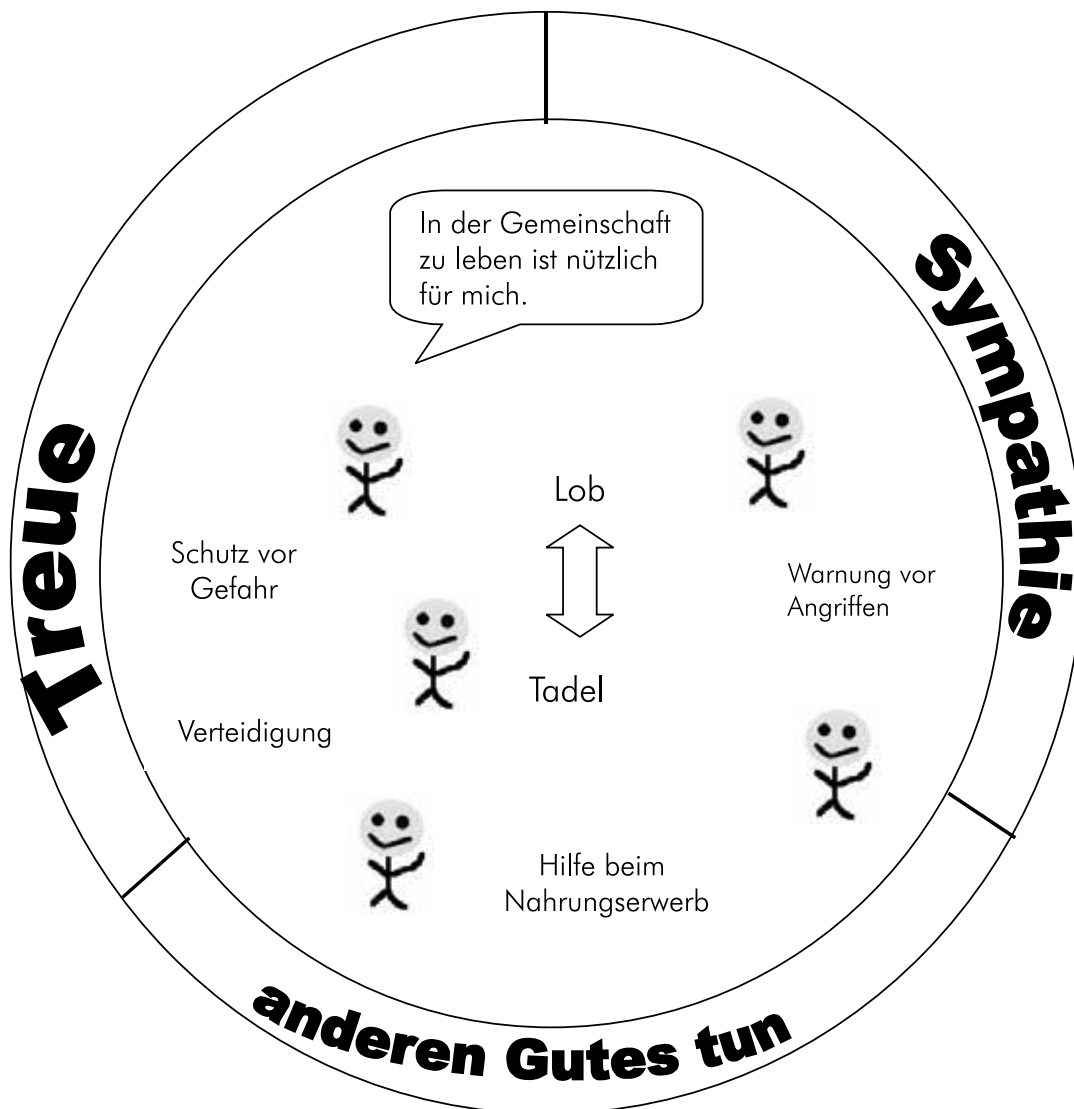 In der Gemeinschaft
zu leben ist nützlich
für mich.
Sympathie
Treue
Lob
Schutz vor
Gefahr
Warnung vor
Angriffen
Tadel
Verteidigung
Hilfe beim
Nahrungserwerb
anderen Gutes tun